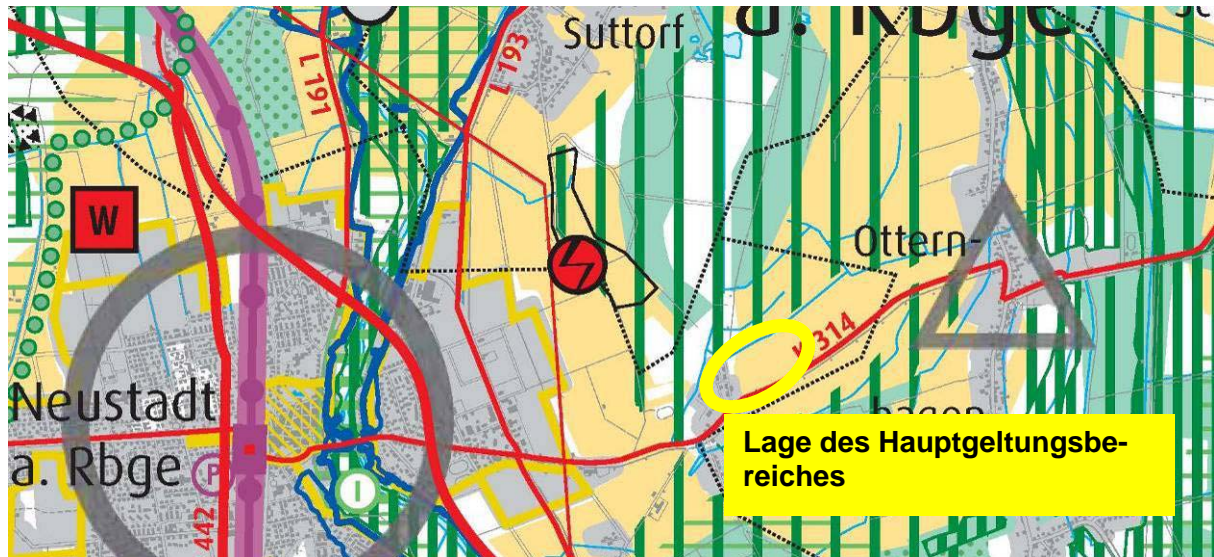 Suttorf
a. Rbge
L 191
L 193
W
Ottern-
K 314
hagen
Neustadt
a. Rbge
P
I
442
Lage des Hauptgeltungsbe-
reiches